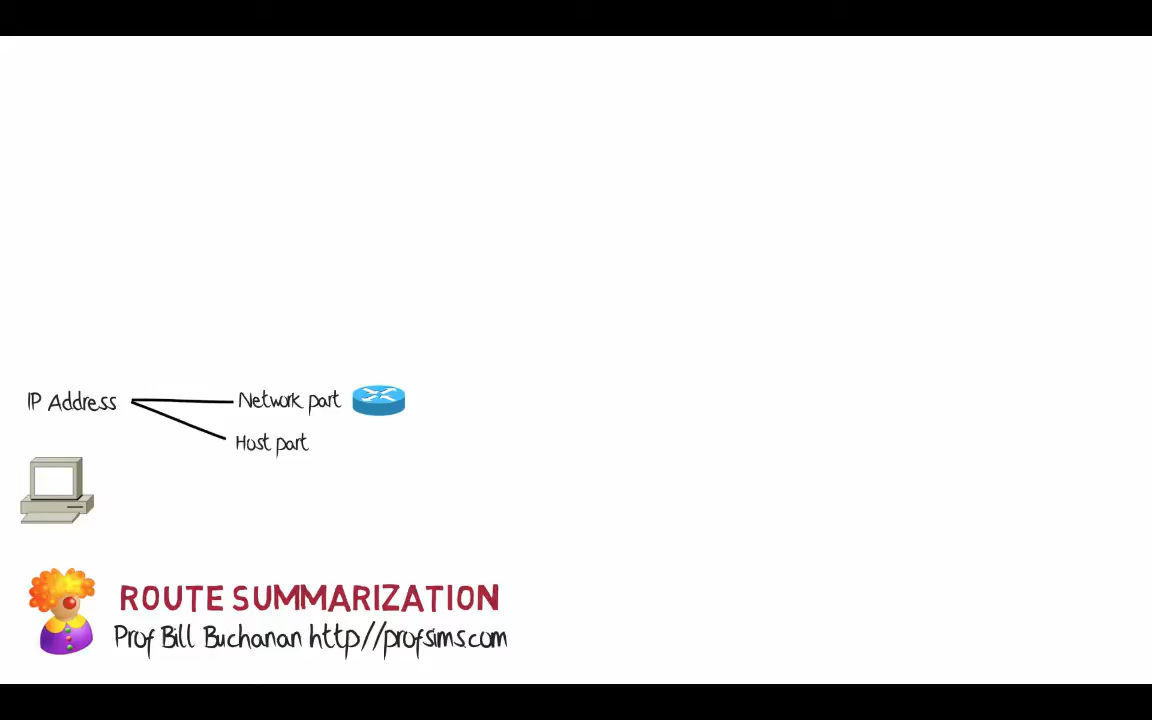 IP Address
Network part
Host part
ROUTE SUMMARIZATION
Prof Bill Buchanan http//profsims.com